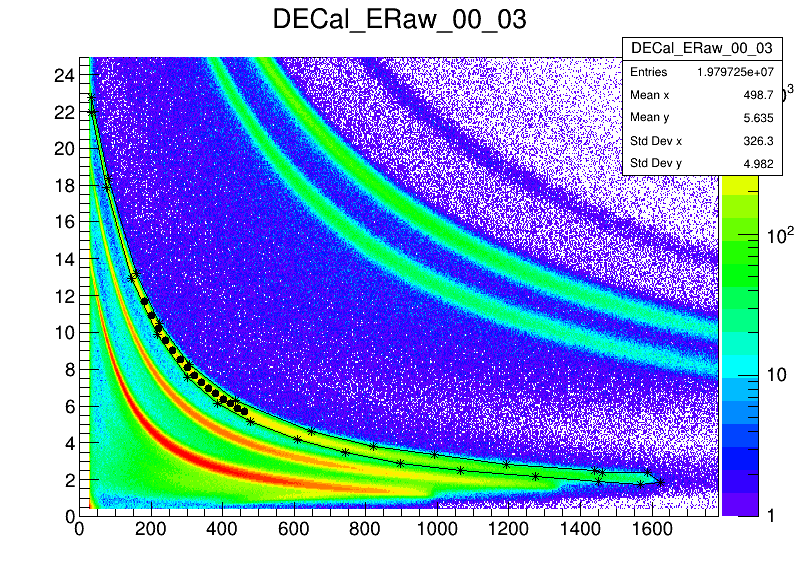 DECal_ERaw_00_03
DECal_ERaw_00_03
Entries 1.979725e+07
Mean x 498.7
Mean y 5.635
Std Dev x 326.3
Std Dev y 4.982
24
22
20
18
16
14
12
10
8
6
4
2
0
0 200 400 600 800 1000 1200 1400 1600
10²
10
1